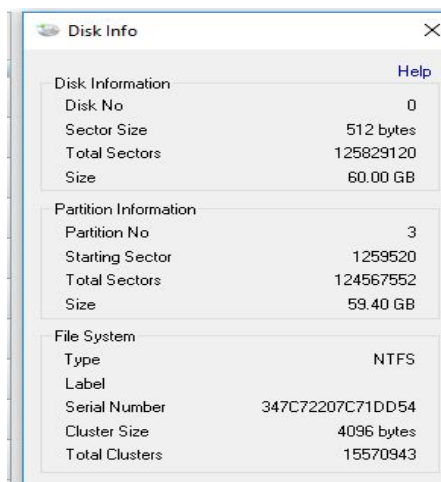 Disk Info
Help
Disk Information
Disk No 0
Sector Size 512 bytes
Total Sectors 125829120
Size 60.00 GB
Partition Information
Partition No 3
Starting Sector 1259520
Total Sectors 124567552
Size 59.40 GB
File System
Type NTFS
Label
Serial Number 347C72207C71DD54
Cluster Size 4096 bytes
Total Clusters 15570943